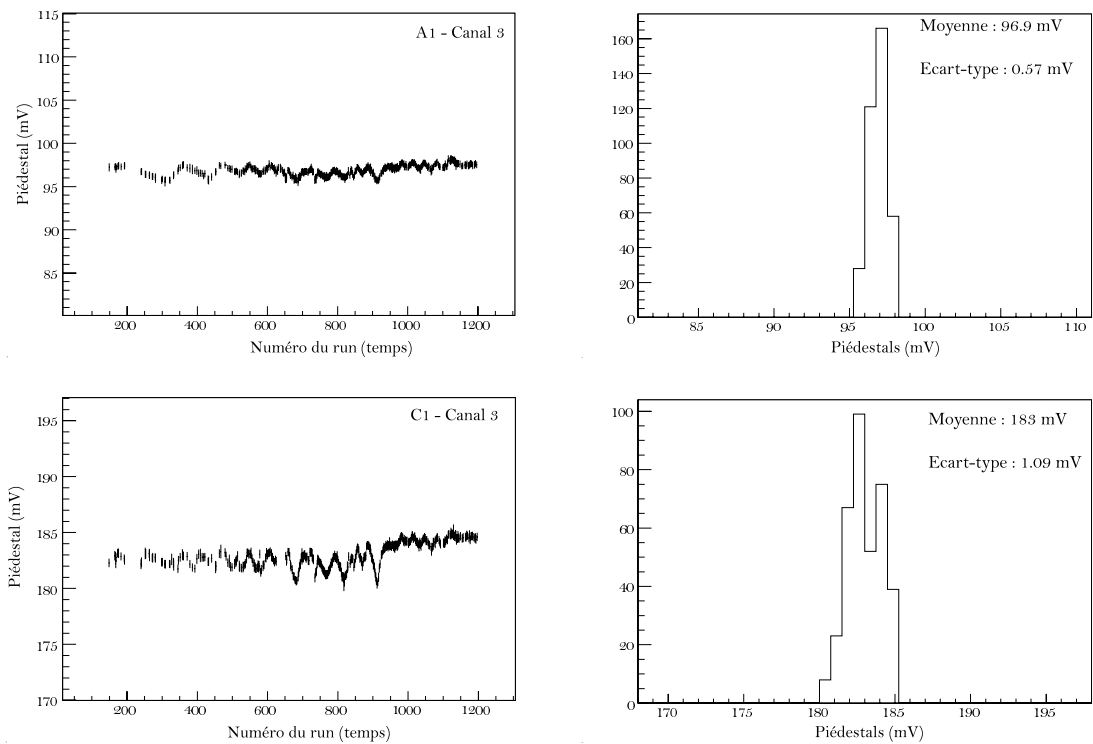 A1 - Canal 3
115
110
105
100
95
90
85
Piédestal (mV)
200 400 600 800 1000 1200
Numéro du run (temps)
Moyenne : 96.9 mV
Ecart-type : 0.57 mV
160
140
120
100
80
60
40
20
0
85 90 95 100 105 110
Piédestals (mV)
C1 - Canal 3
195
190
185
180
175
170
Piédestal (mV)
200 400 600 800 1000 1200
Numéro du run (temps)
Moyenne : 183 mV
Ecart-type : 1.09 mV
100
80
60
40
20
0
170 175 180 185 190 195
Piédestals (mV)